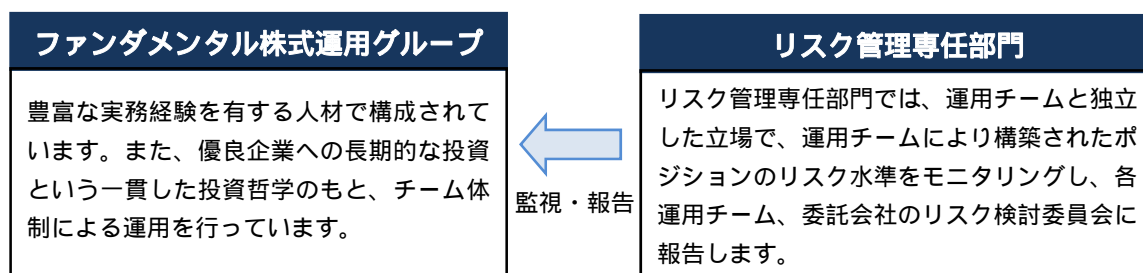 ファンダメンタル株式運用グループ
豊富な実務経験を有する人材で構成されて
います。また、優良企業への長期的な投資
という一貫した投資哲学のもと、チーム体
制による運用を行っています。
監視・報告
リスク管理専任部門
リスク管理専任部門では、運用チームと独立
した立場で、運用チームにより構築されたポ
ジションのリスク水準をモニタリングし、各
運用チーム、委託会社のリスク検討委員会に
報告します。